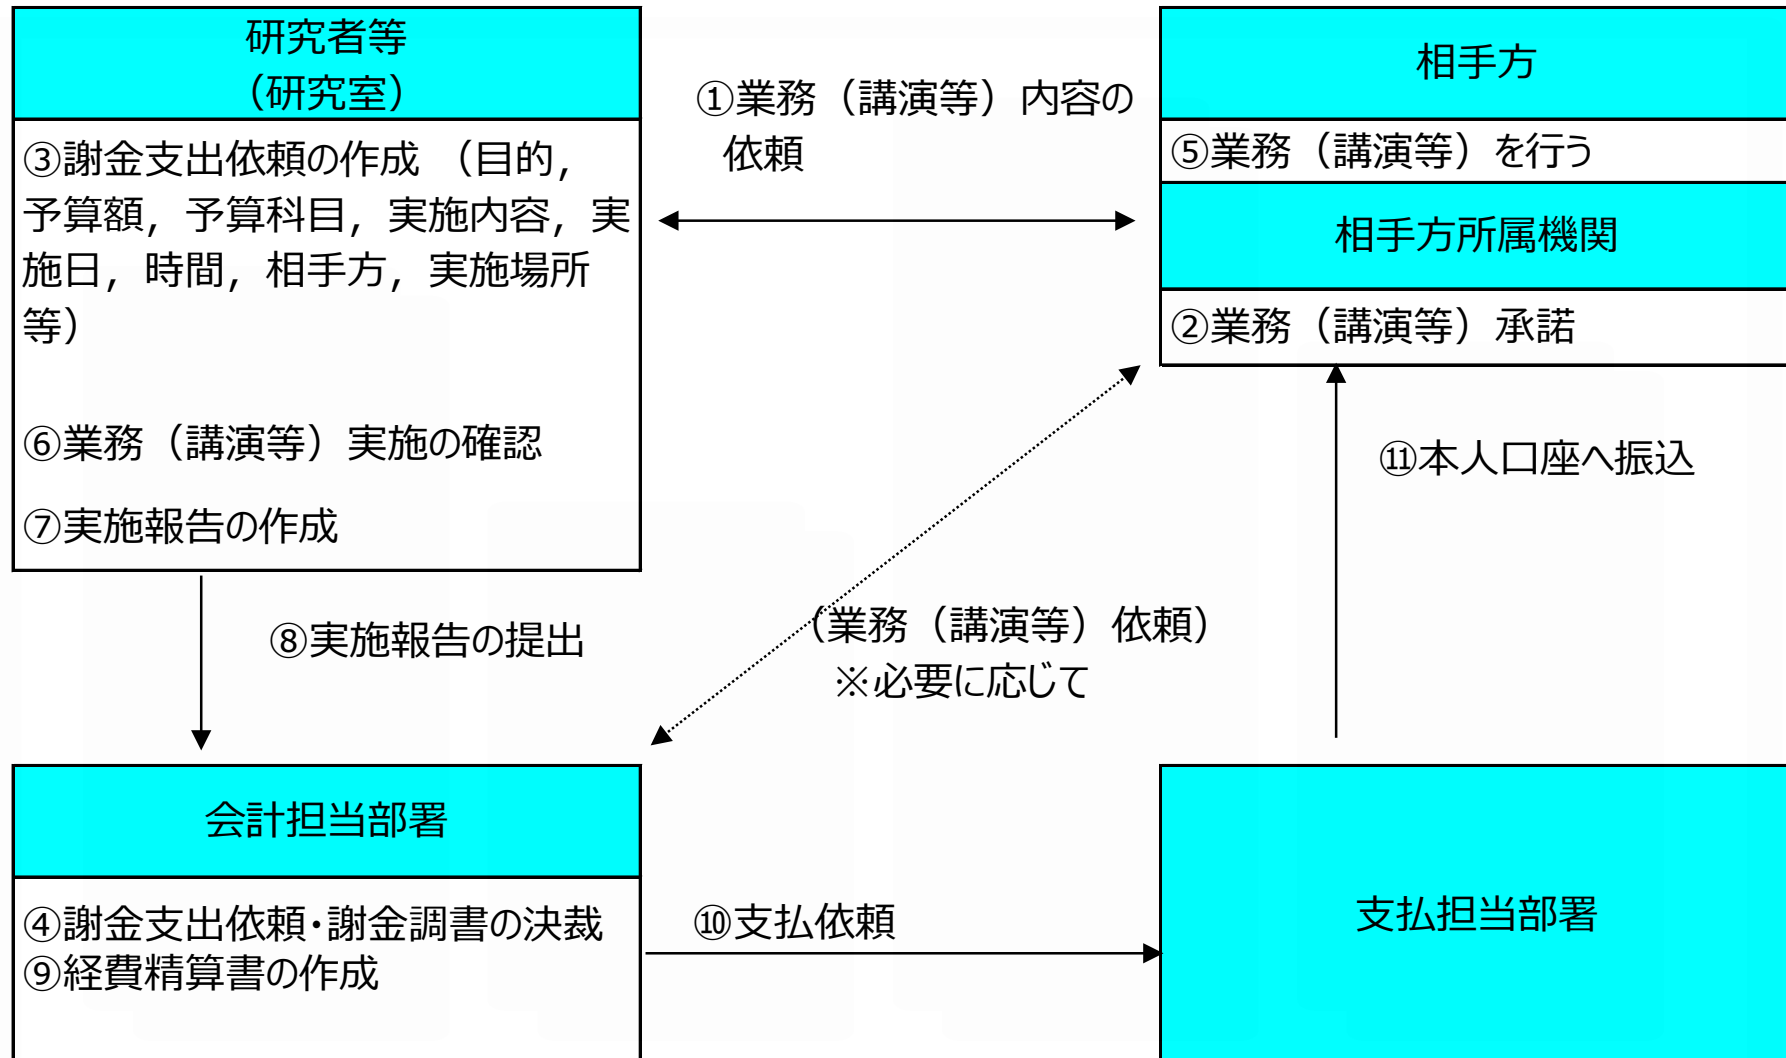 研究者等
（研究室）
③謝金支出依頼の作成 （目的，
予算額，予算科目，実施内容，実
施日，時間，相手方，実施場所
等）
⑥業務（講演等）実施の確認
⑦実施報告の作成
①業務（講演等）内容の
依頼
相手方
⑤業務（講演等）を行う
相手方所属機関
②業務（講演等）承諾
⑪本人口座へ振込
⑧実施報告の提出
（業務（講演等）依頼）
※必要に応じて
会計担当部署
④謝金支出依頼・謝金調書の決裁
⑨経費精算書の作成
⑩支払依頼
支払担当部署